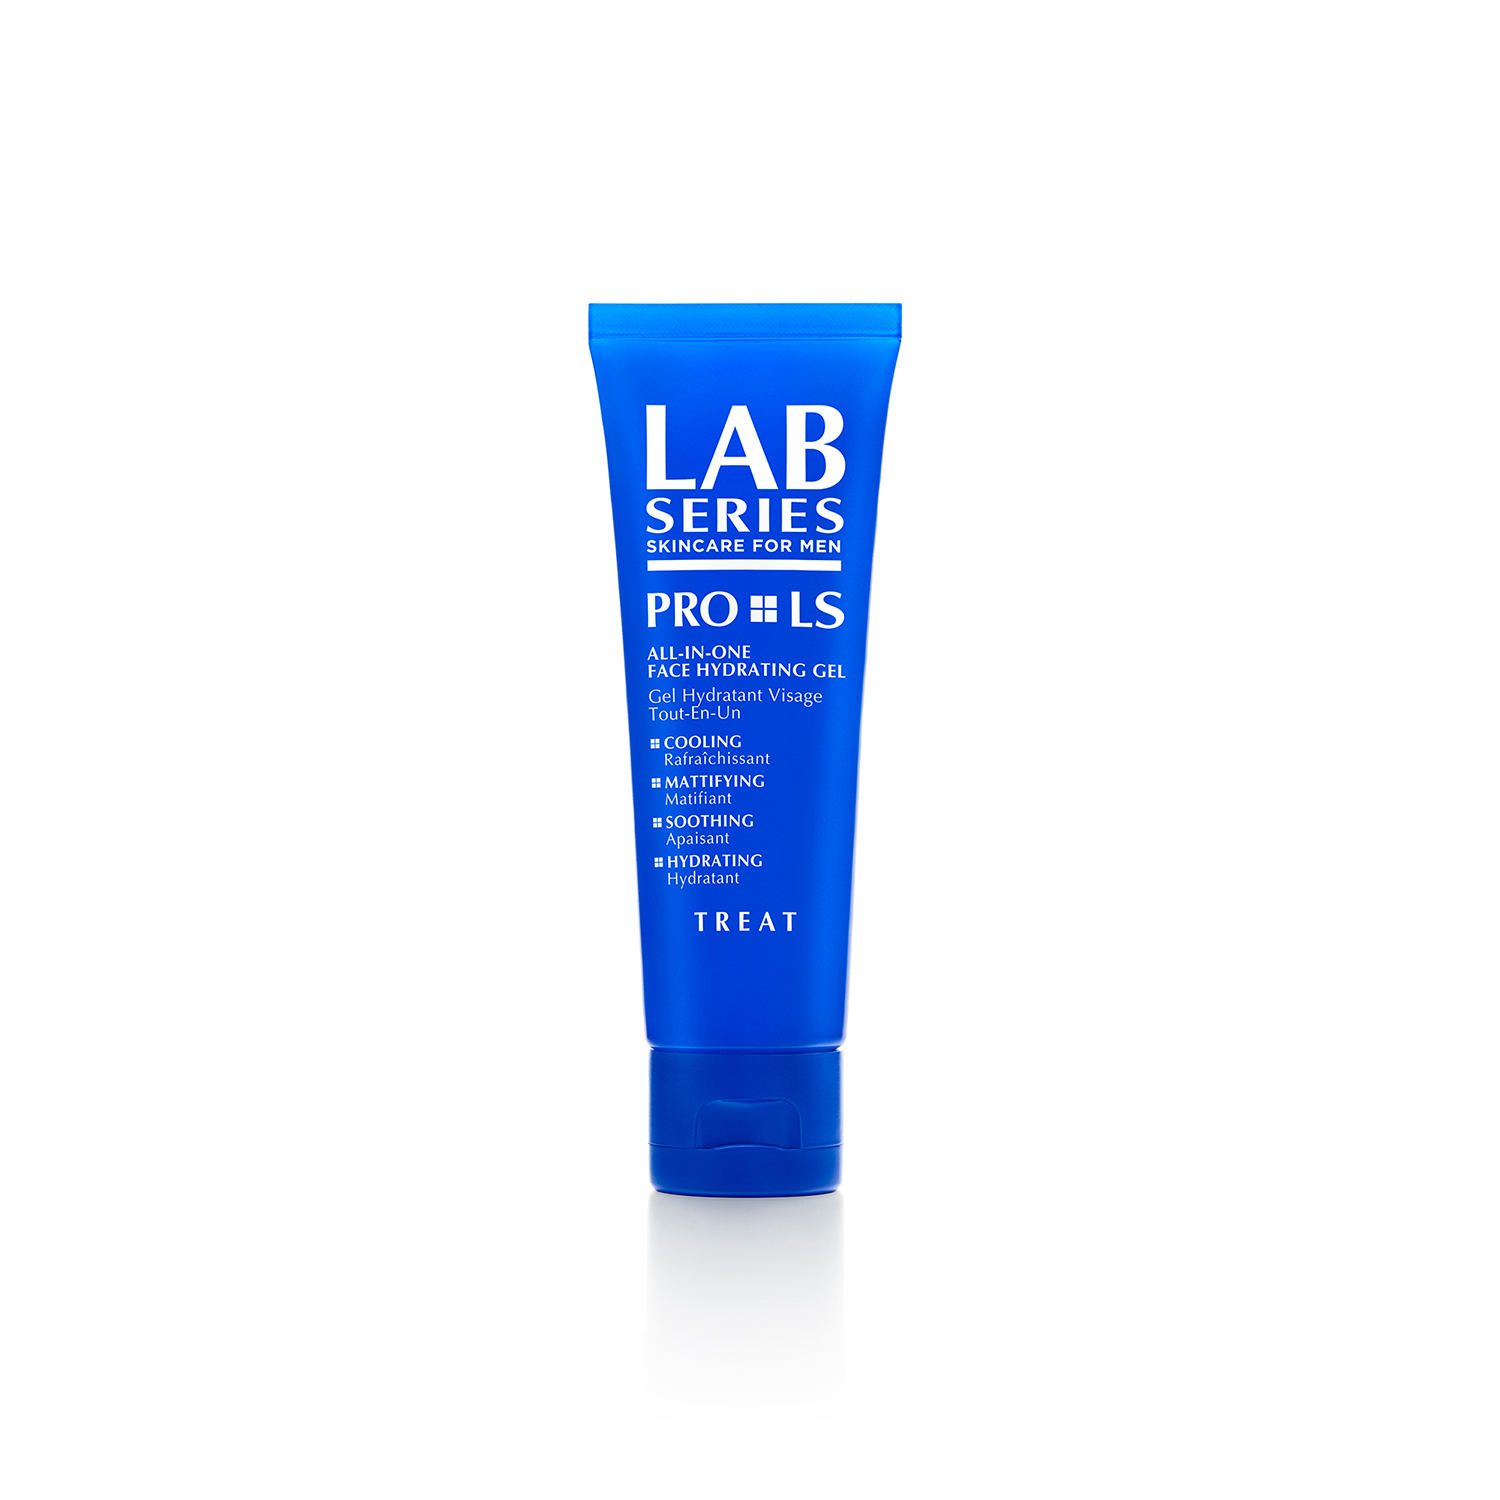 LAB
SERIES
SKINCARE FOR MEN
PRO LS
ALL-IN-ONE
FACE HYDRATING GEL
Gel Hydratant Visage
Tout-En-Un
COOLING
Rafraîchissant
MATTIFYING
Matifiant
SOOTHING
Apaisant
HYDRATING
Hydratant
TREAT